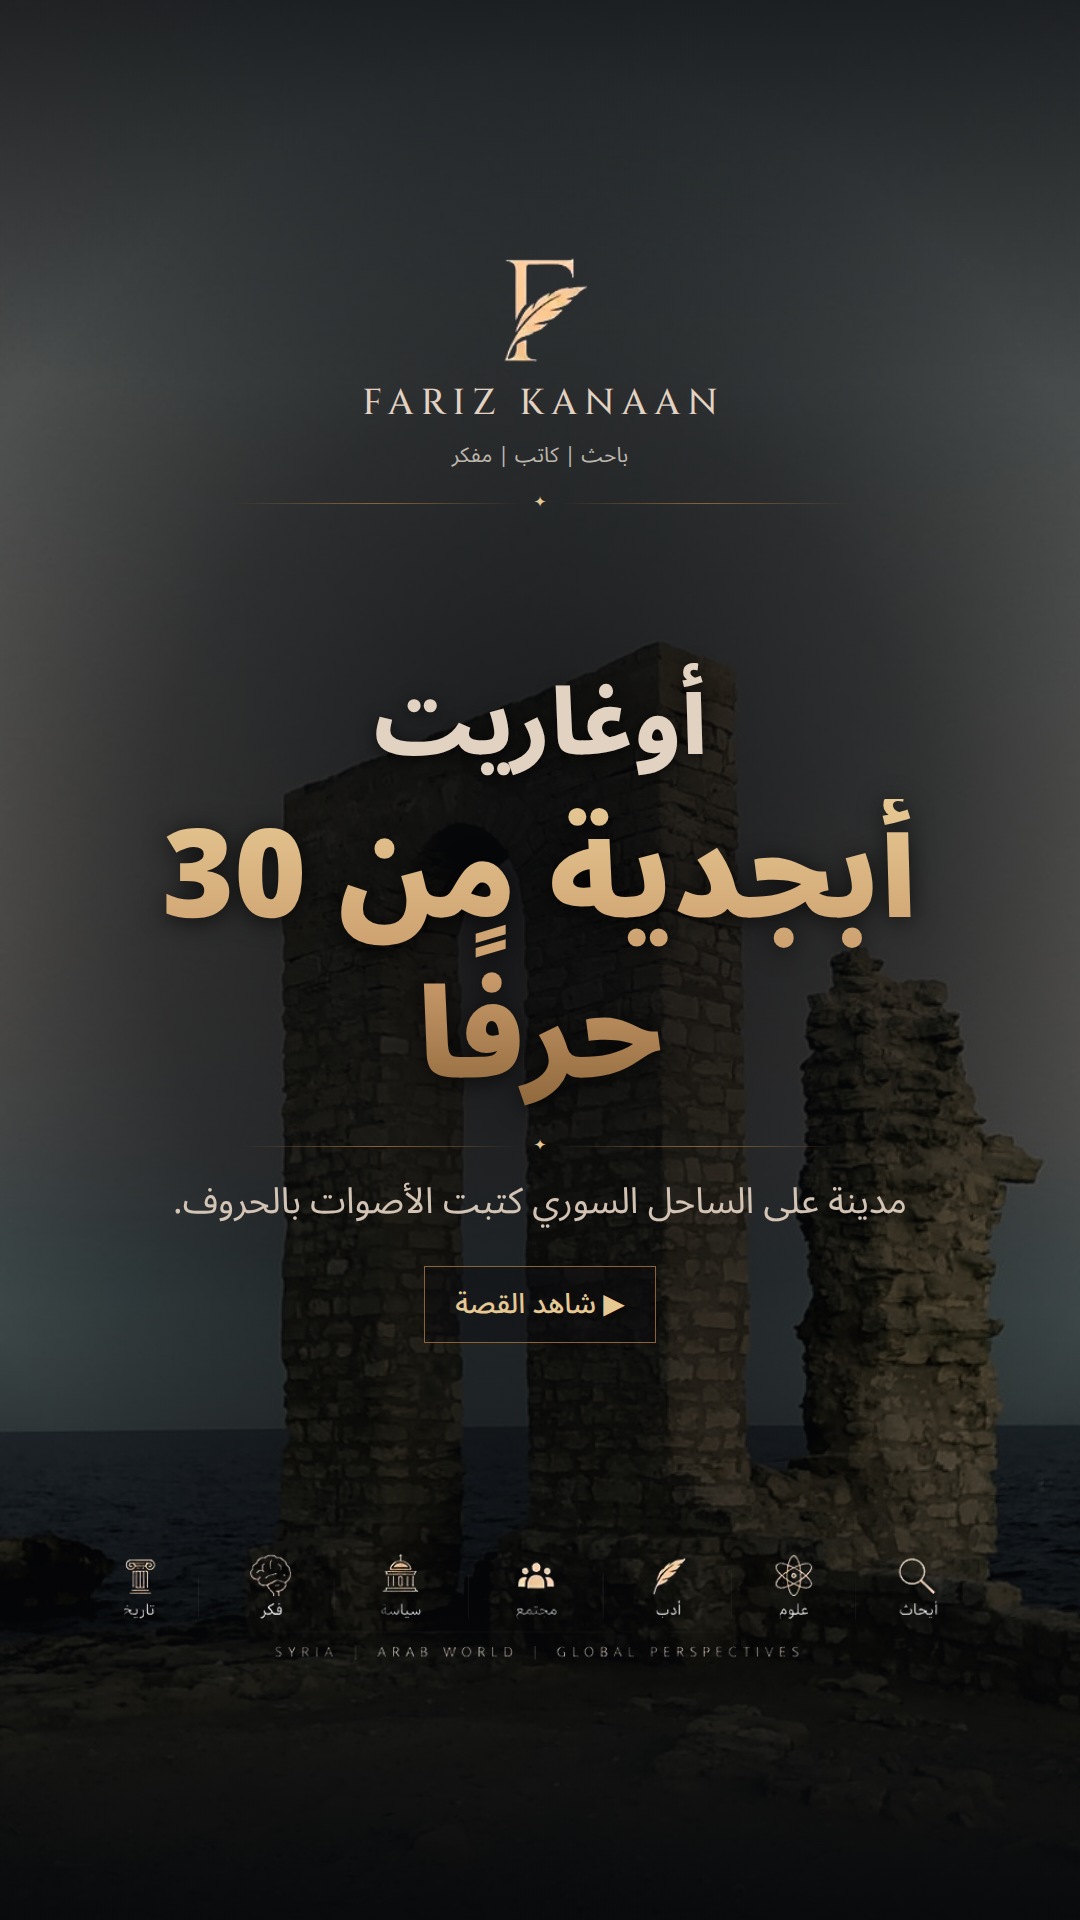 FARIZ KANAAN
باحث | كاتب | مفكر
أوغاريت
أبجدية مٍن 30
حرفًا
مدينة على الساحل السوري كتبت الأصوات بالحروف.
▶ شاهد القصة
أبحاث
علوم
أدب
مجتمع
سياسة
فكر
تاريخ
SYRIA | ARAB WORLD | GLOBAL PERSPECTIVES